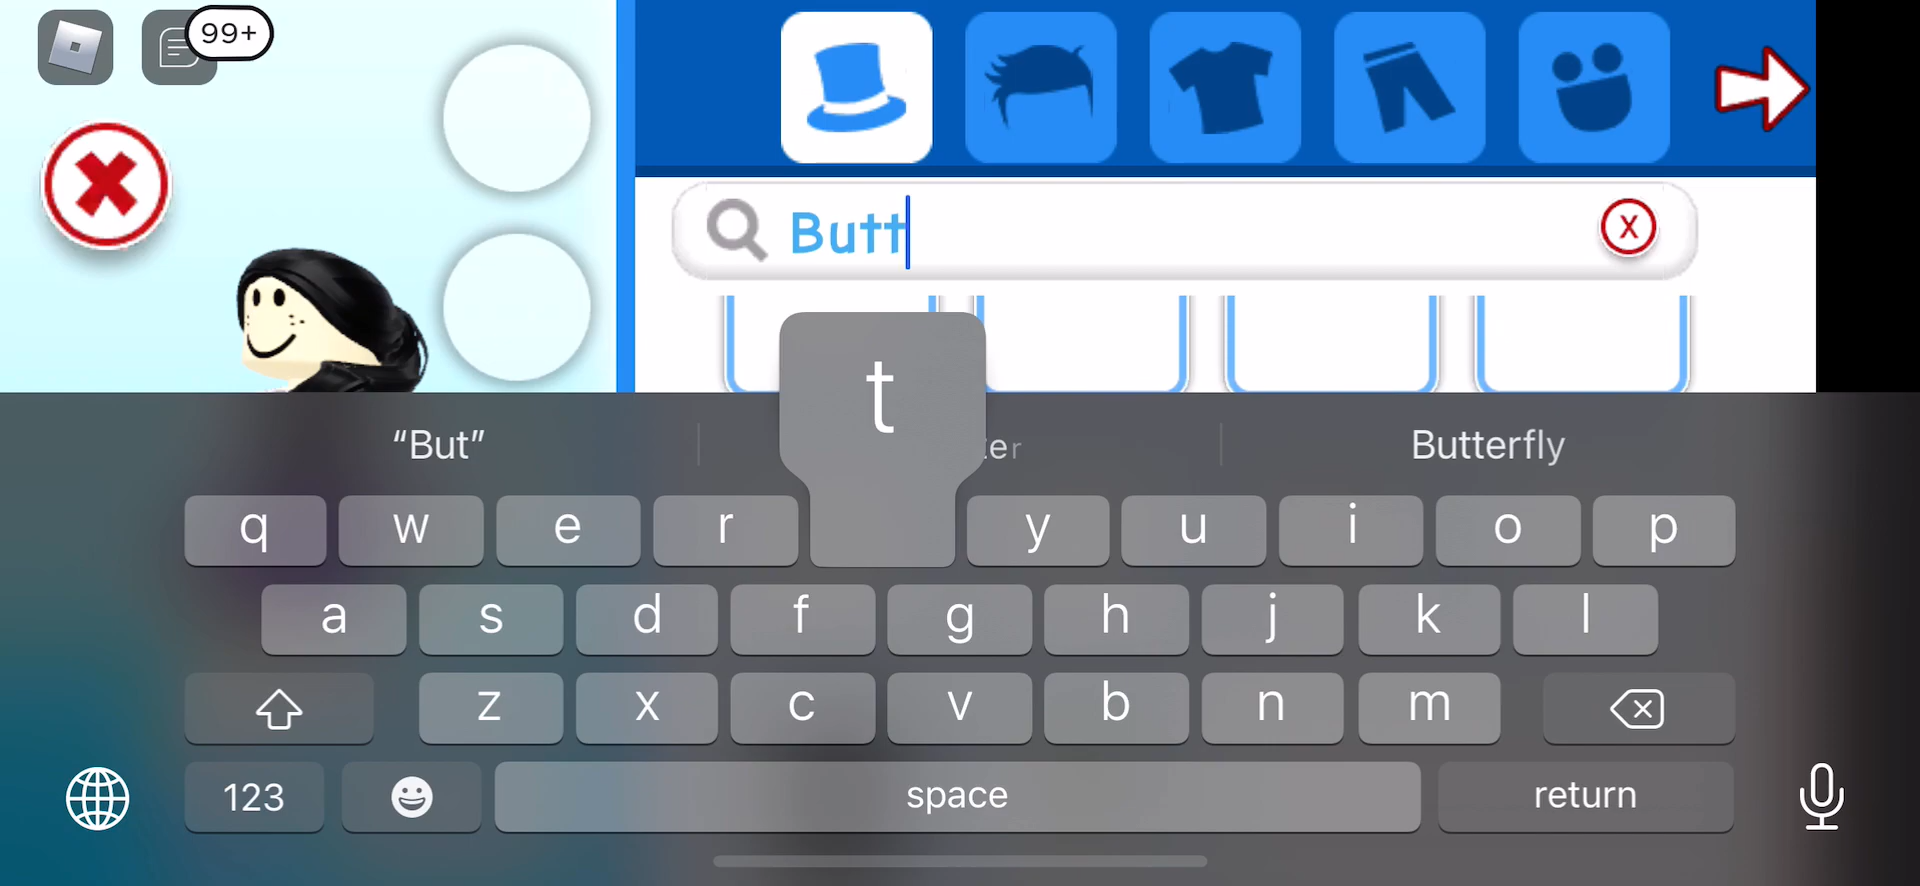 99+
X
Butt
X
t
“But”
Butterfly
q w e r y u i o p
a s d f g h j k l
z x c v b n m
123 space return